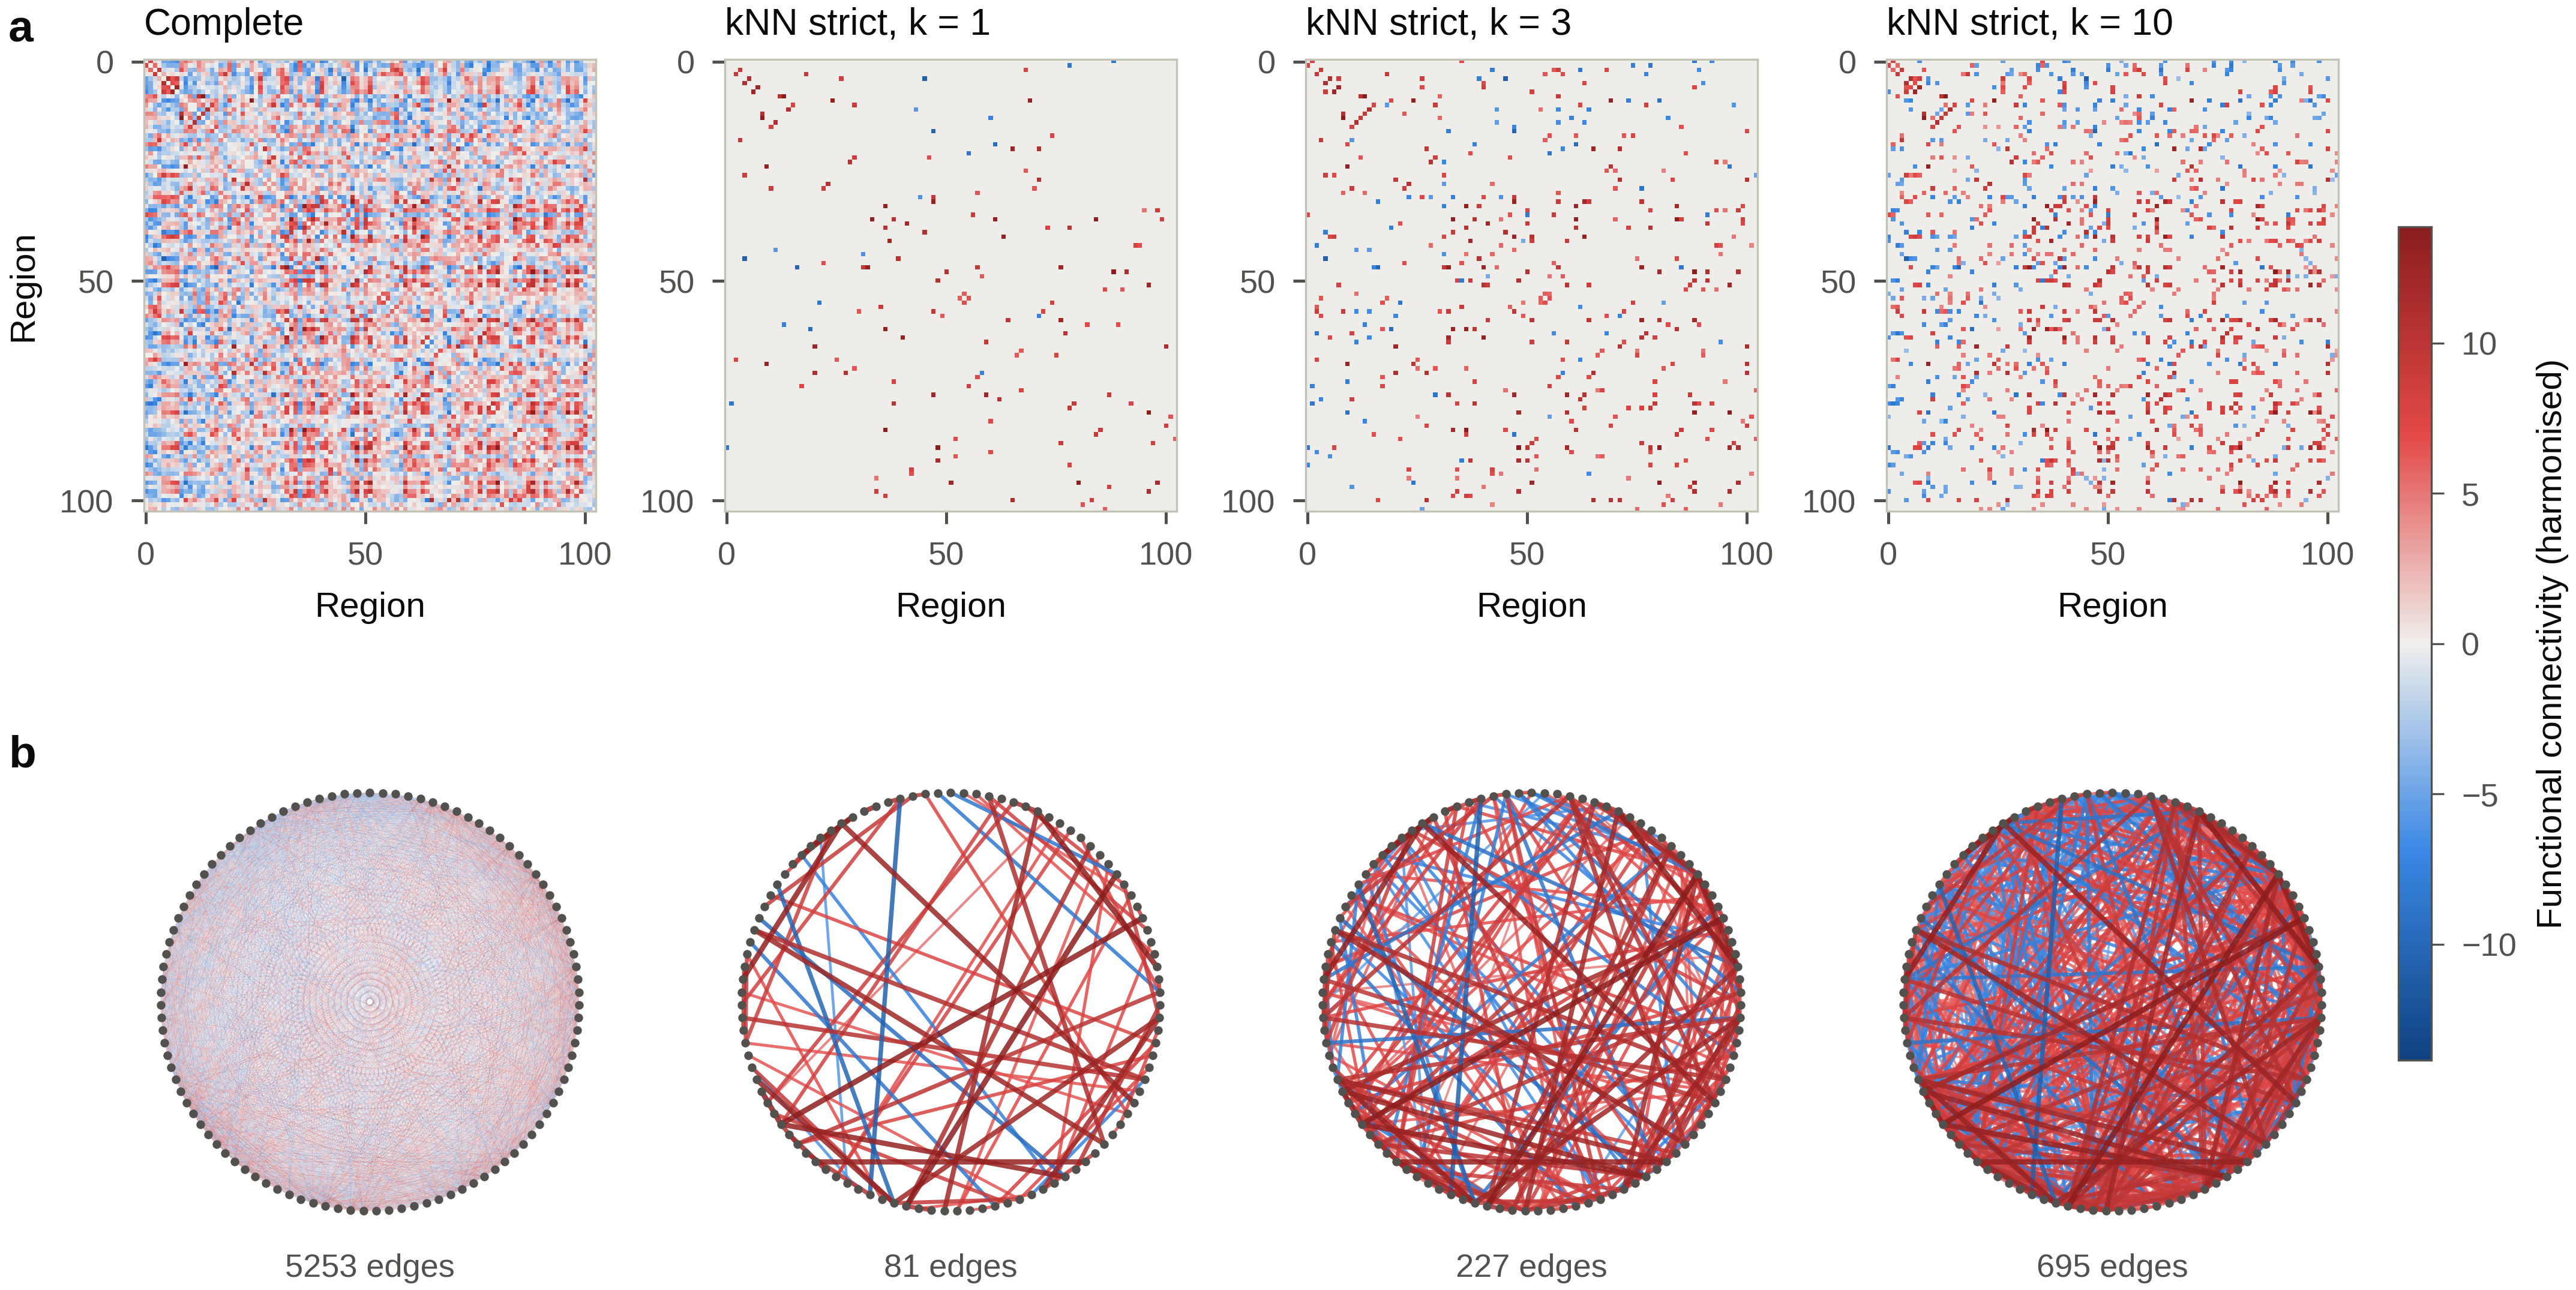 a
Complete
kNN strict, k = 1
kNN strict, k = 3
kNN strict, k = 10
0
50
100
Region
0
50
100
Region
0
50
100
0
50
100
Region
0
50
100
0
50
100
Region
0
50
100
0
50
100
Region
10
5
0
−5
−10
Functional connectivity (harmonised)
b
5253 edges
81 edges
227 edges
695 edges